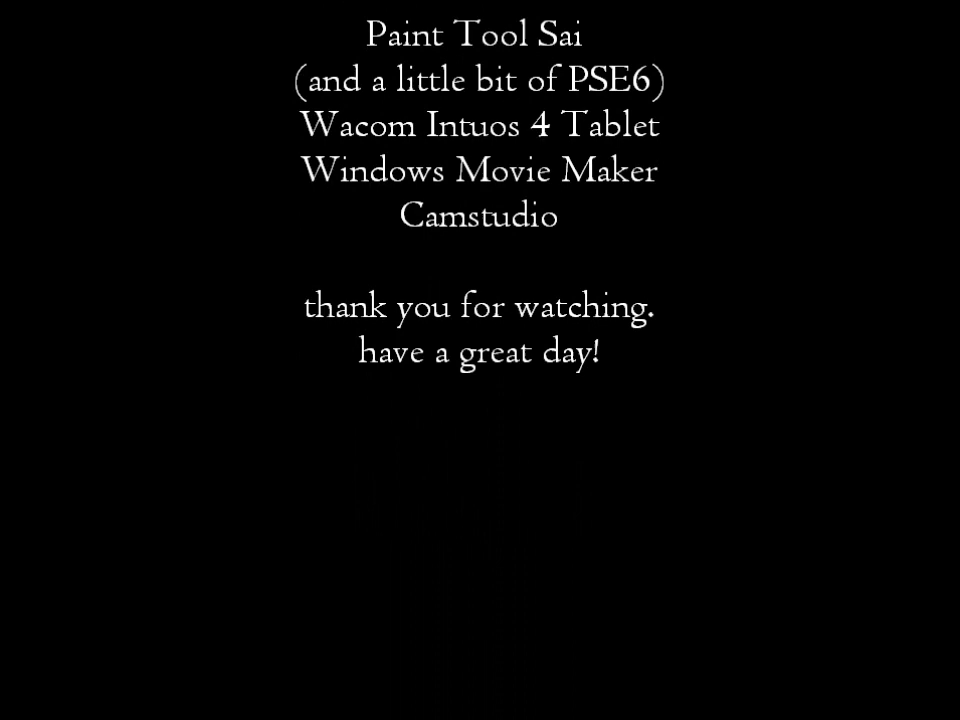 Paint Tool Sai
(and a little bit of PSE6)
Wacom Intuos 4 Tablet
Windows Movie Maker
Camstudio
thank you for watching.
have a great day!